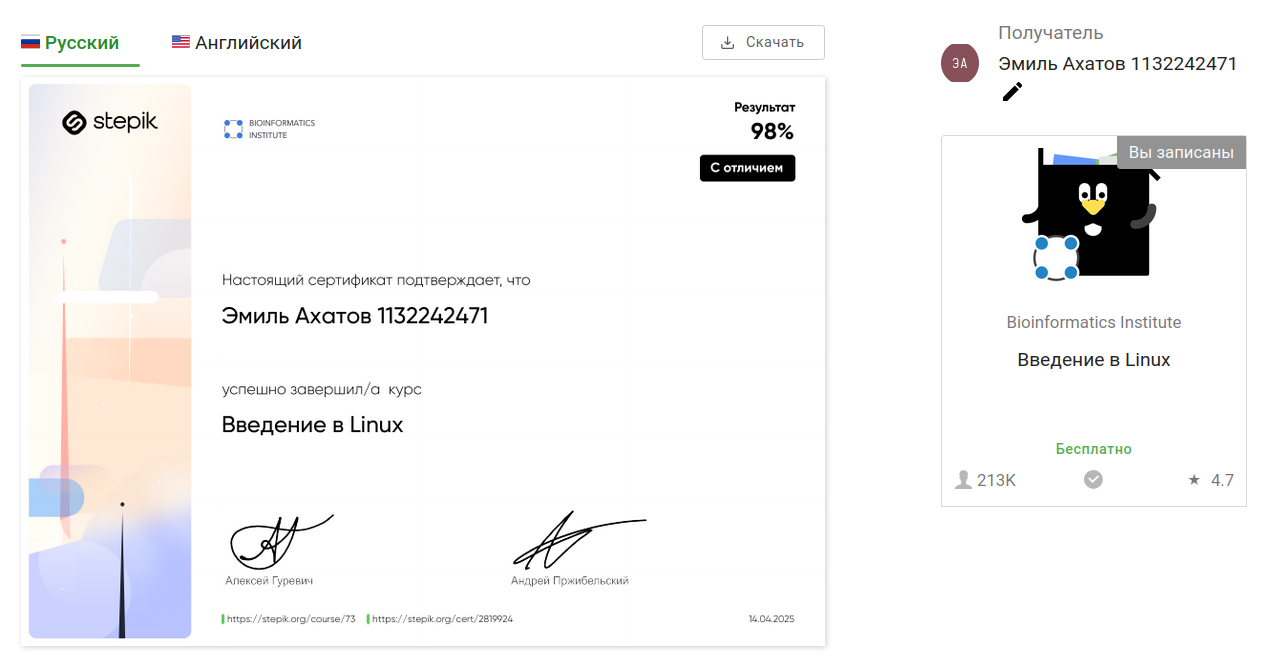 Русский
Английский
Скачать
stepik
BIOINFORMATICS
INSTITUTE
Результат
98%
С отличием
Настоящий сертификат подтверждает, что
Эмиль Ахатов 1132242471
успешно завершил/а курс
Введение в Linux
Алексей Гуревич
Андрей Пржибельский
https://stepik.org/course/73
https://stepik.org/cert/2819924
14.04.2025
Получатель
ЭА
Эмиль Ахатов 1132242471
Вы записаны
Bioinformatics Institute
Введение в Linux
Бесплатно
213K
4.7